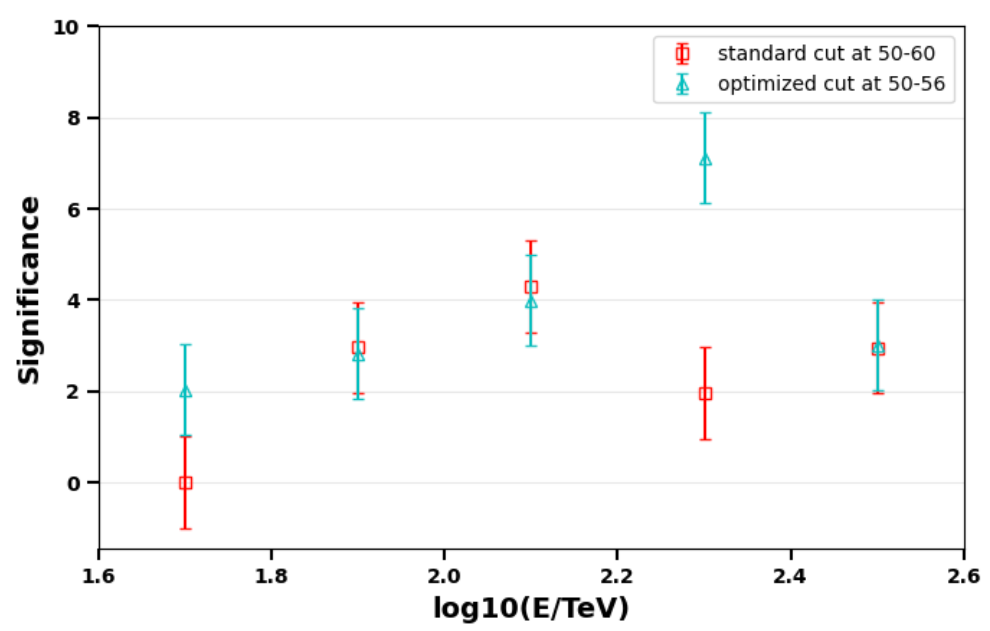 10
8
6
4
2
0
Significance
standard cut at 50-60
optimized cut at 50-56
1.6 1.8 2.0 2.2 2.4 2.6
log10(E/TeV)